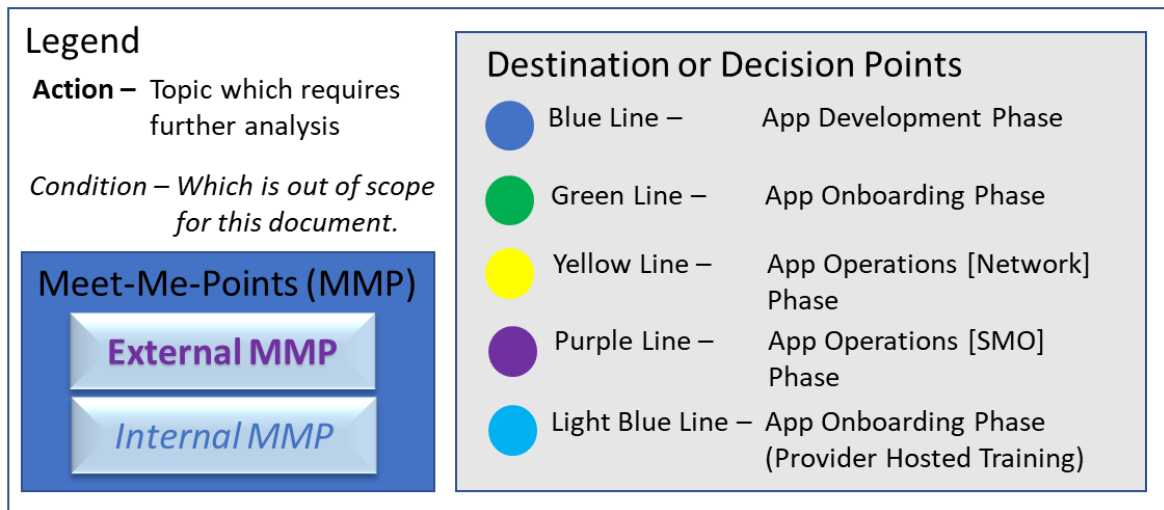 Legend
Action – Topic which requires
further analysis
Condition – Which is out of scope
for this document.
Meet-Me-Points (MMP)
External MMP
Internal MMP
Destination or Decision Points
Blue Line – App Development Phase
Green Line – App Onboarding Phase
Yellow Line – App Operations [Network]
Phase
Purple Line – App Operations [SMO]
Phase
Light Blue Line – App Onboarding Phase
(Provider Hosted Training)